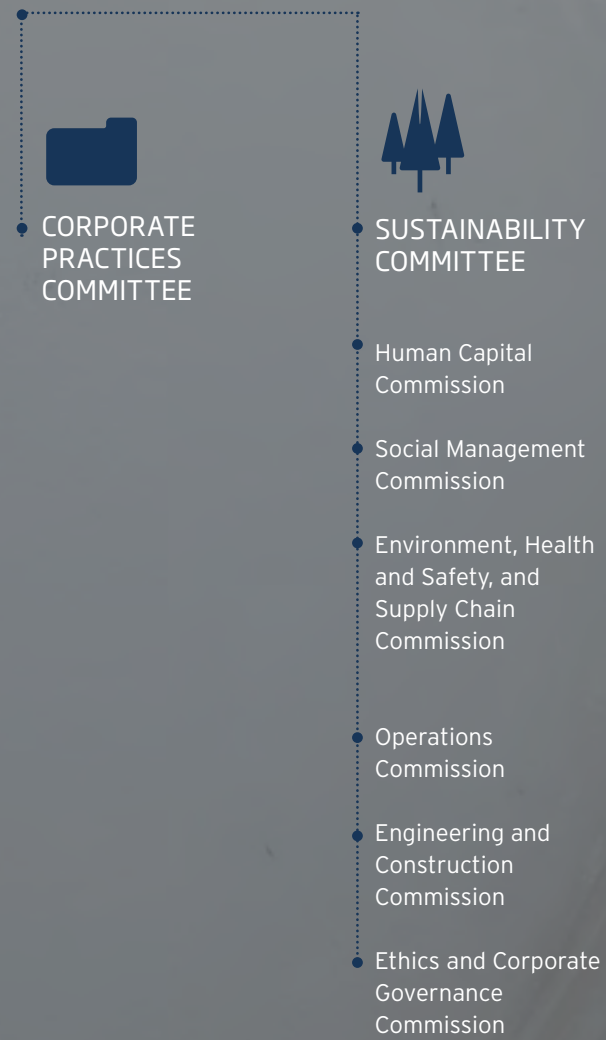 CORPORATE
PRACTICES
COMMITTEE
SUSTAINABILITY
COMMITTEE
Human Capital
Commission
Social Management
Commission
Environment, Health
and Safety, and
Supply Chain
Commission
Operations
Commission
Engineering and
Construction
Commission
Ethics and Corporate
Governance
Commission